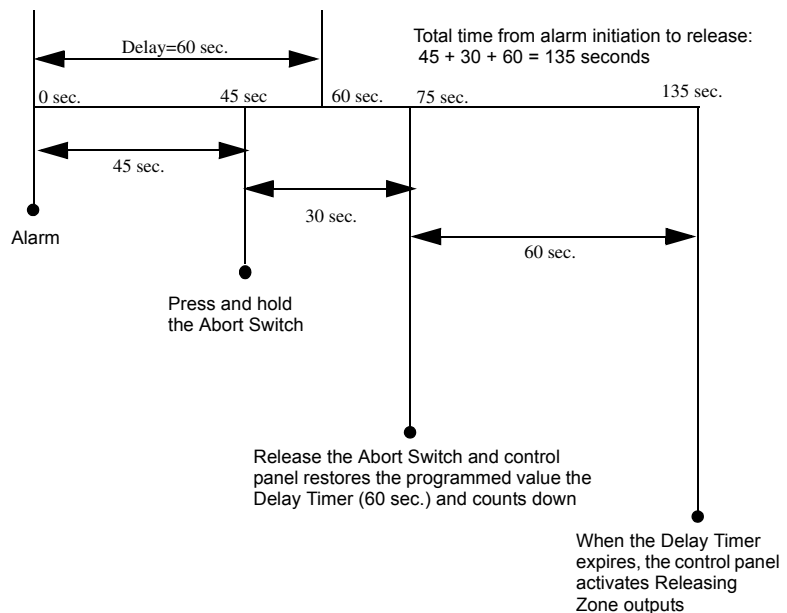 Delay=60 sec.
Total time from alarm initiation to release:
45 + 30 + 60 = 135 seconds
0 sec.
45 sec
60 sec.
75 sec.
135 sec.
45 sec.
30 sec.
60 sec.
Alarm
Press and hold
the Abort Switch
Release the Abort Switch and control
panel restores the programmed value the
Delay Timer (60 sec.) and counts down
When the Delay Timer
expires, the control panel
activates Releasing
Zone outputs